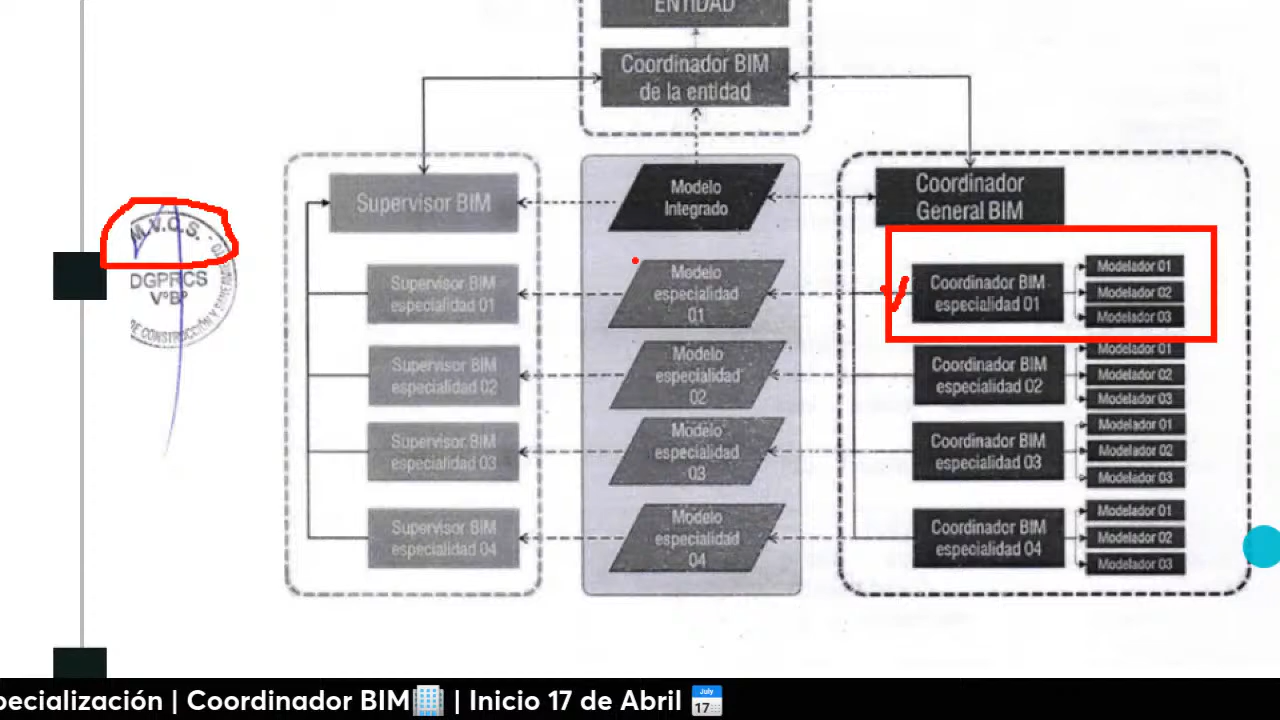 ENTIDAD
Coordinador BIM
de la entidad
Supervisor BIM
Modelo
Integrado
Coordinador
General BIM
M.V.C.S.
DGPRCS
V°B°
DE CONSTRUCCIÓN Y
Supervisor BIM
especialidad 01
Modelo
especialidad
01
Coordinador BIM
especialidad 01
Modelador 01
Modelador 02
Modelador 03
Supervisor BIM
especialidad 02
Modelo
especialidad
02
Coordinador BIM
especialidad 02
Modelador 01
Modelador 02
Modelador 03
Supervisor BIM
especialidad 03
Modelo
especialidad
03
Coordinador BIM
especialidad 03
Modelador 01
Modelador 02
Modelador 03
Supervisor BIM
especialidad 04
Modelo
especialidad
04
Coordinador BIM
especialidad 04
Modelador 01
Modelador 02
Modelador 03
pecialización | Coordinador BIM🏢 | Inicio 17 de Abril 📅
July
17